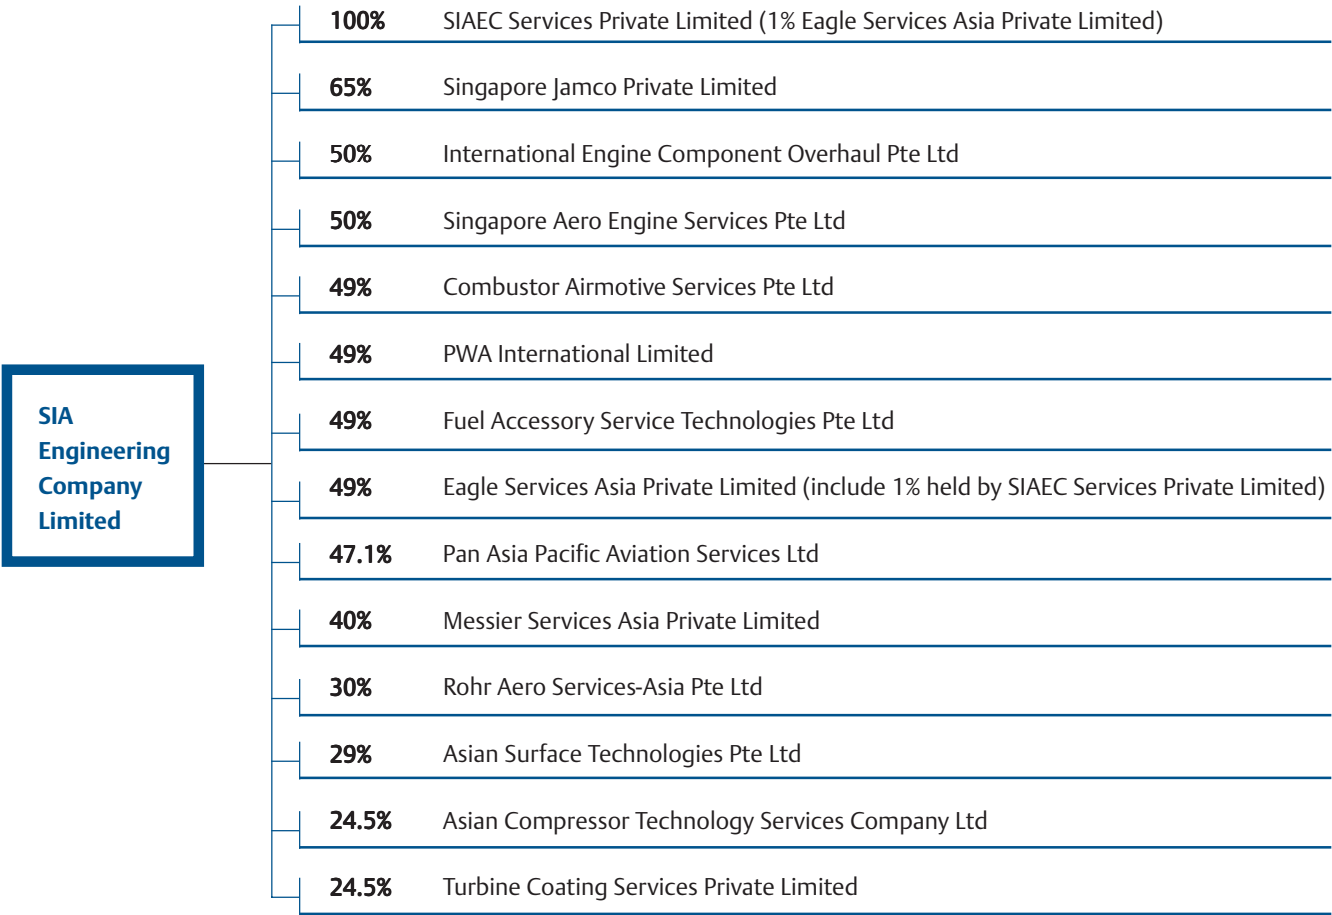 100% SIAEC Services Private Limited (1% Eagle Services Asia Private Limited)
65% Singapore Jamco Private Limited
50% International Engine Component Overhaul Pte Ltd
50% Singapore Aero Engine Services Pte Ltd
49% Combustor Airmotive Services Pte Ltd
49% PWA International Limited
49% Fuel Accessory Service Technologies Pte Ltd
49% Eagle Services Asia Private Limited (include 1% held by SIAEC Services Private Limited)
47.1% Pan Asia Pacific Aviation Services Ltd
40% Messier Services Asia Private Limited
30% Rohr Aero Services-Asia Pte Ltd
29% Asian Surface Technologies Pte Ltd
24.5% Asian Compressor Technology Services Company Ltd
24.5% Turbine Coating Services Private Limited
SIA
Engineering
Company
Limited